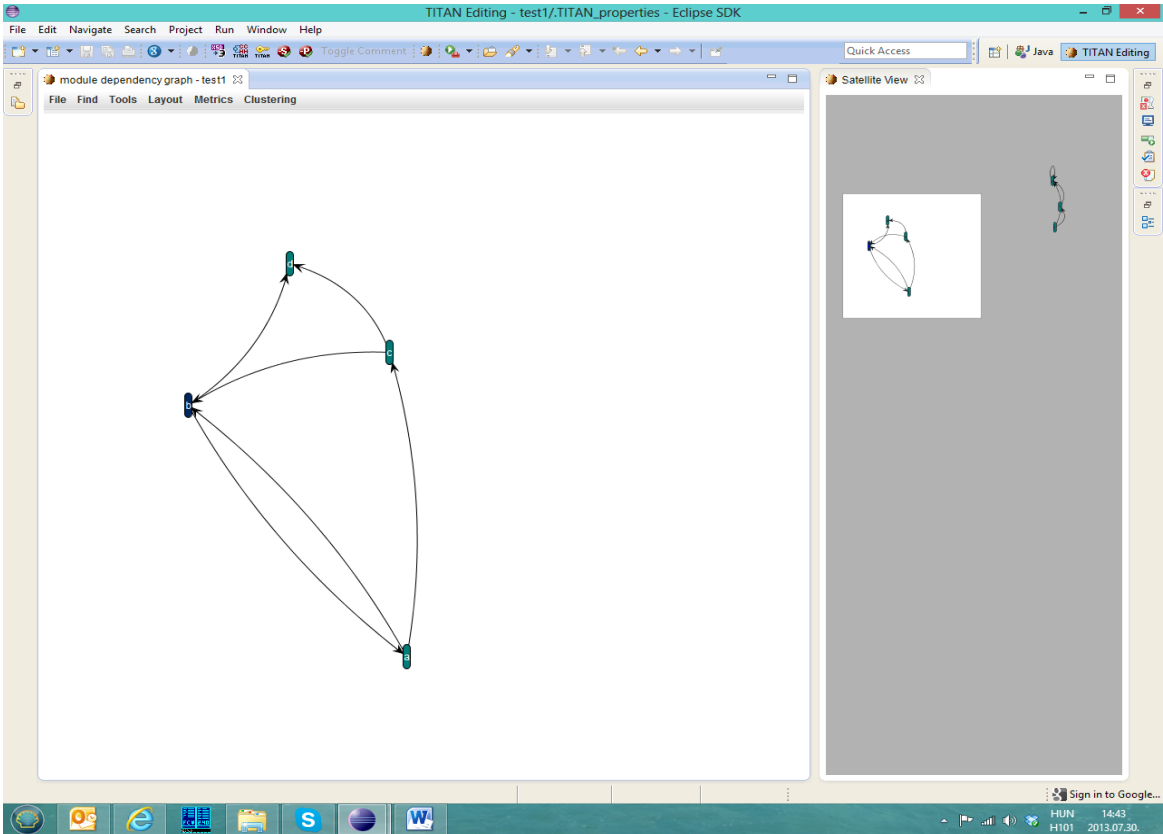 TITAN Editing - test1/.TITAN_properties - Eclipse SDK
File Edit Navigate Search Project Run Window Help
Toggle Comment
Quick Access
Java
TITAN Editing
module dependency graph - test1
Satellite View
File Find Tools Layout Metrics Clustering
d
c
b
a
Sign in to Google...
HUN 14:43
H101 2013.07.30.